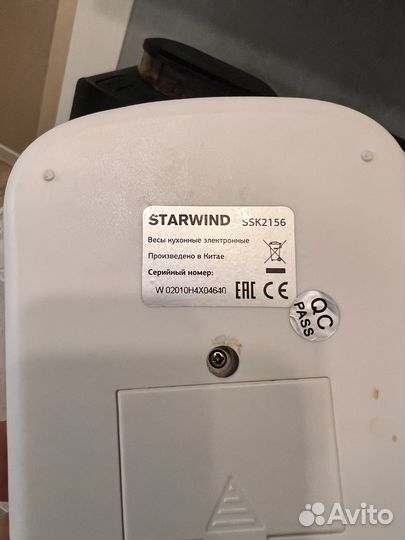 STARWIND SSK2156
Весы кухонные электронные
Произведено в Китае
Серийный номер:
W 02010H4X04640
EAC CE
QC
PASS
Avito